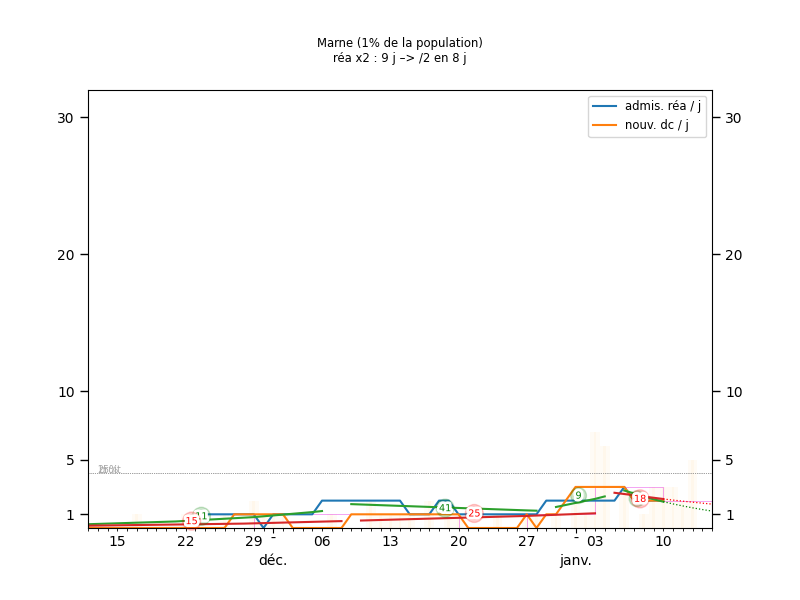 Marne (1% de la population)
réa x2 : 9 j –> /2 en 8 j
admis. réa / j
nouv. dc / j
30 30
20 20
10 10
5 5
1 1
9
18
41
25
15
15 22 29 - 06 13 20 27 - 03 10
déc. janv.